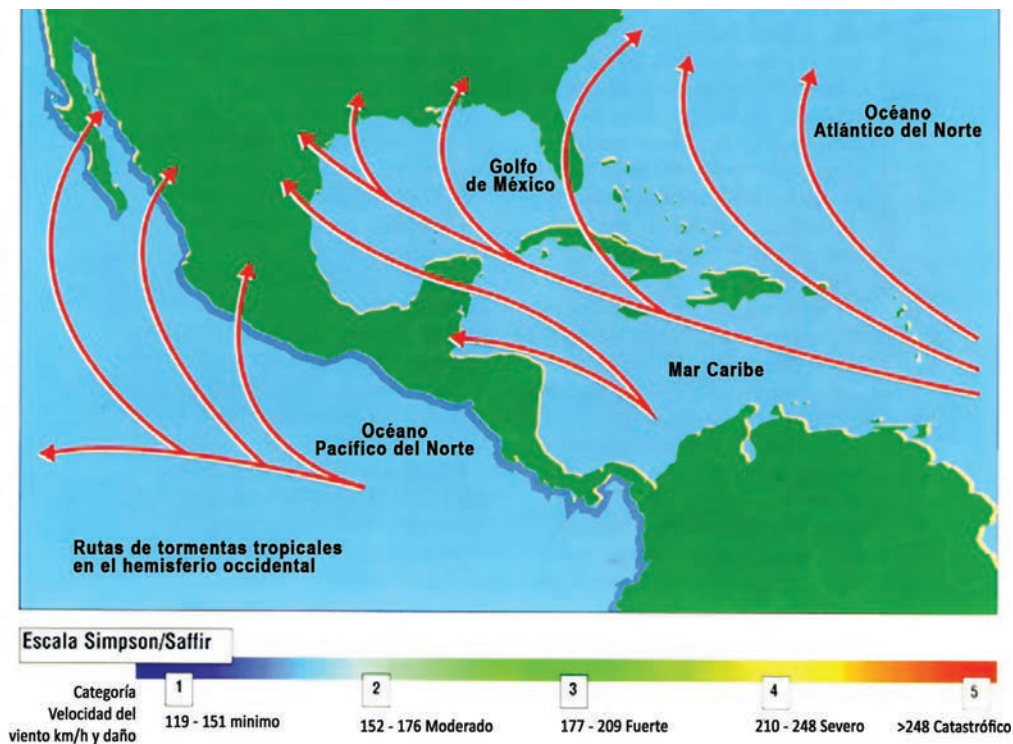 Océano
Atlántico del Norte
Golfo
de México
Mar Caribe
Océano
Pacífico del Norte
Rutas de tormentas tropicales
en el hemisferio occidental
Escala Simpson/Saffir
1
2
3
4
5
Categoría
Velocidad del
viento km/h y daño
119 - 151 minimo
152 - 176 Moderado
177 - 209 Fuerte
210 - 248 Severo
>248 Catastrófico